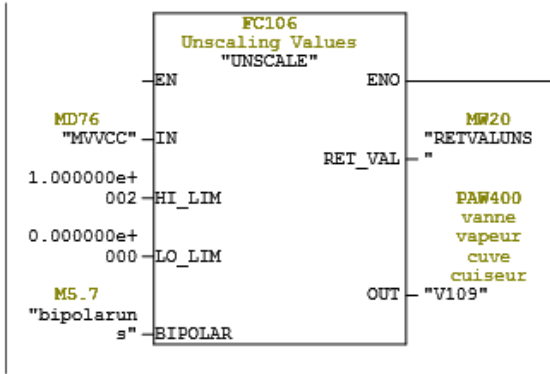 FC106
Unscaling Values
"UNSCALE"
EN
ENO
MD76
"MVVCC"
IN
MW20
"RETVALUNS
"
RET_VAL
1.000000e+
002
HI_LIM
PAW400
vanne
vapeur
cuve
cuiseur
0.000000e+
000
LO_LIM
M5.7
"bipolarun
s"
BIPOLAR
OUT
"V109"